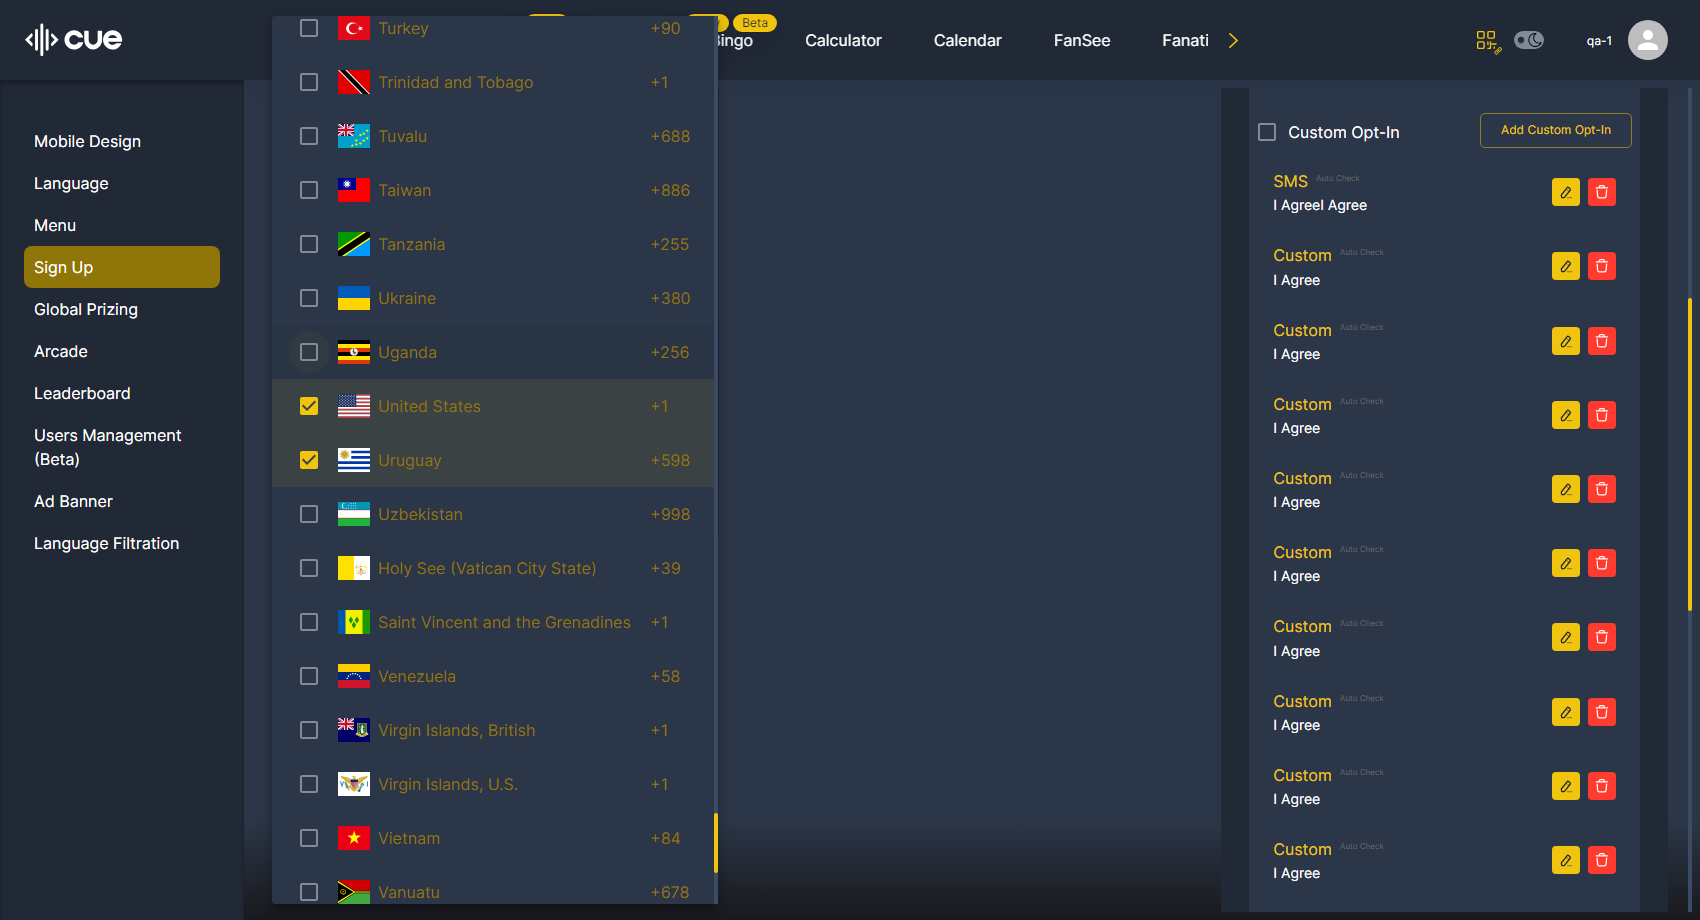 cue
Beta
Bingo
Calculator
Calendar
FanSee
Fanati
qa-1
Mobile Design
Language
Menu
Sign Up
Global Prizing
Arcade
Leaderboard
Users Management
(Beta)
Ad Banner
Language Filtration
Turkey +90
Trinidad and Tobago +1
Tuvalu +688
Taiwan +886
Tanzania +255
Ukraine +380
Uganda +256
United States +1
Uruguay +598
Uzbekistan +998
Holy See (Vatican City State) +39
Saint Vincent and the Grenadines +1
Venezuela +58
Virgin Islands, British +1
Virgin Islands, U.S. +1
Vietnam +84
Vanuatu +678
Custom Opt-In
Add Custom Opt-In
SMS Auto Check
I AgreeI Agree
Custom Auto Check
I Agree
Custom Auto Check
I Agree
Custom Auto Check
I Agree
Custom Auto Check
I Agree
Custom Auto Check
I Agree
Custom Auto Check
I Agree
Custom Auto Check
I Agree
Custom Auto Check
I Agree
Custom Auto Check
I Agree